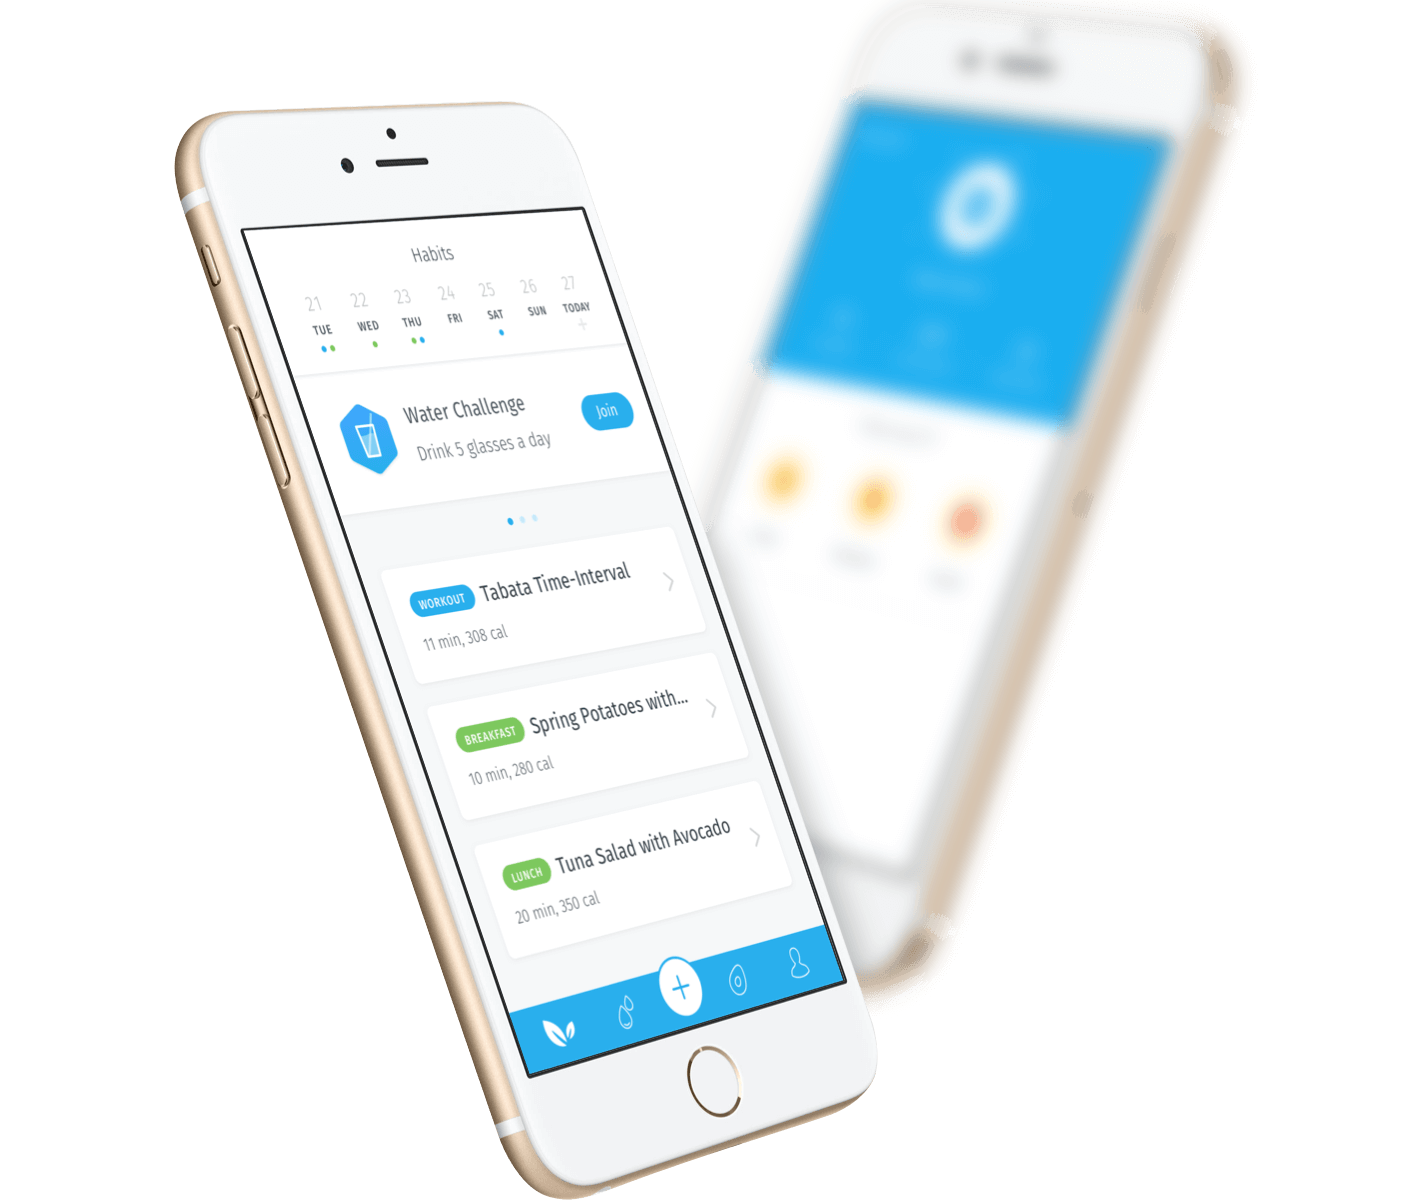 Habits
21 22 23 24 25 26 27
TUE WED THU FRI SAT SUN TODAY
Water Challenge
Drink 5 glasses a day
Join
WORKOUT Tabata Time-Interval
11 min, 308 cal
BREAKFAST Spring Potatoes with...
10 min, 280 cal
LUNCH Tuna Salad with Avocado
20 min, 350 cal